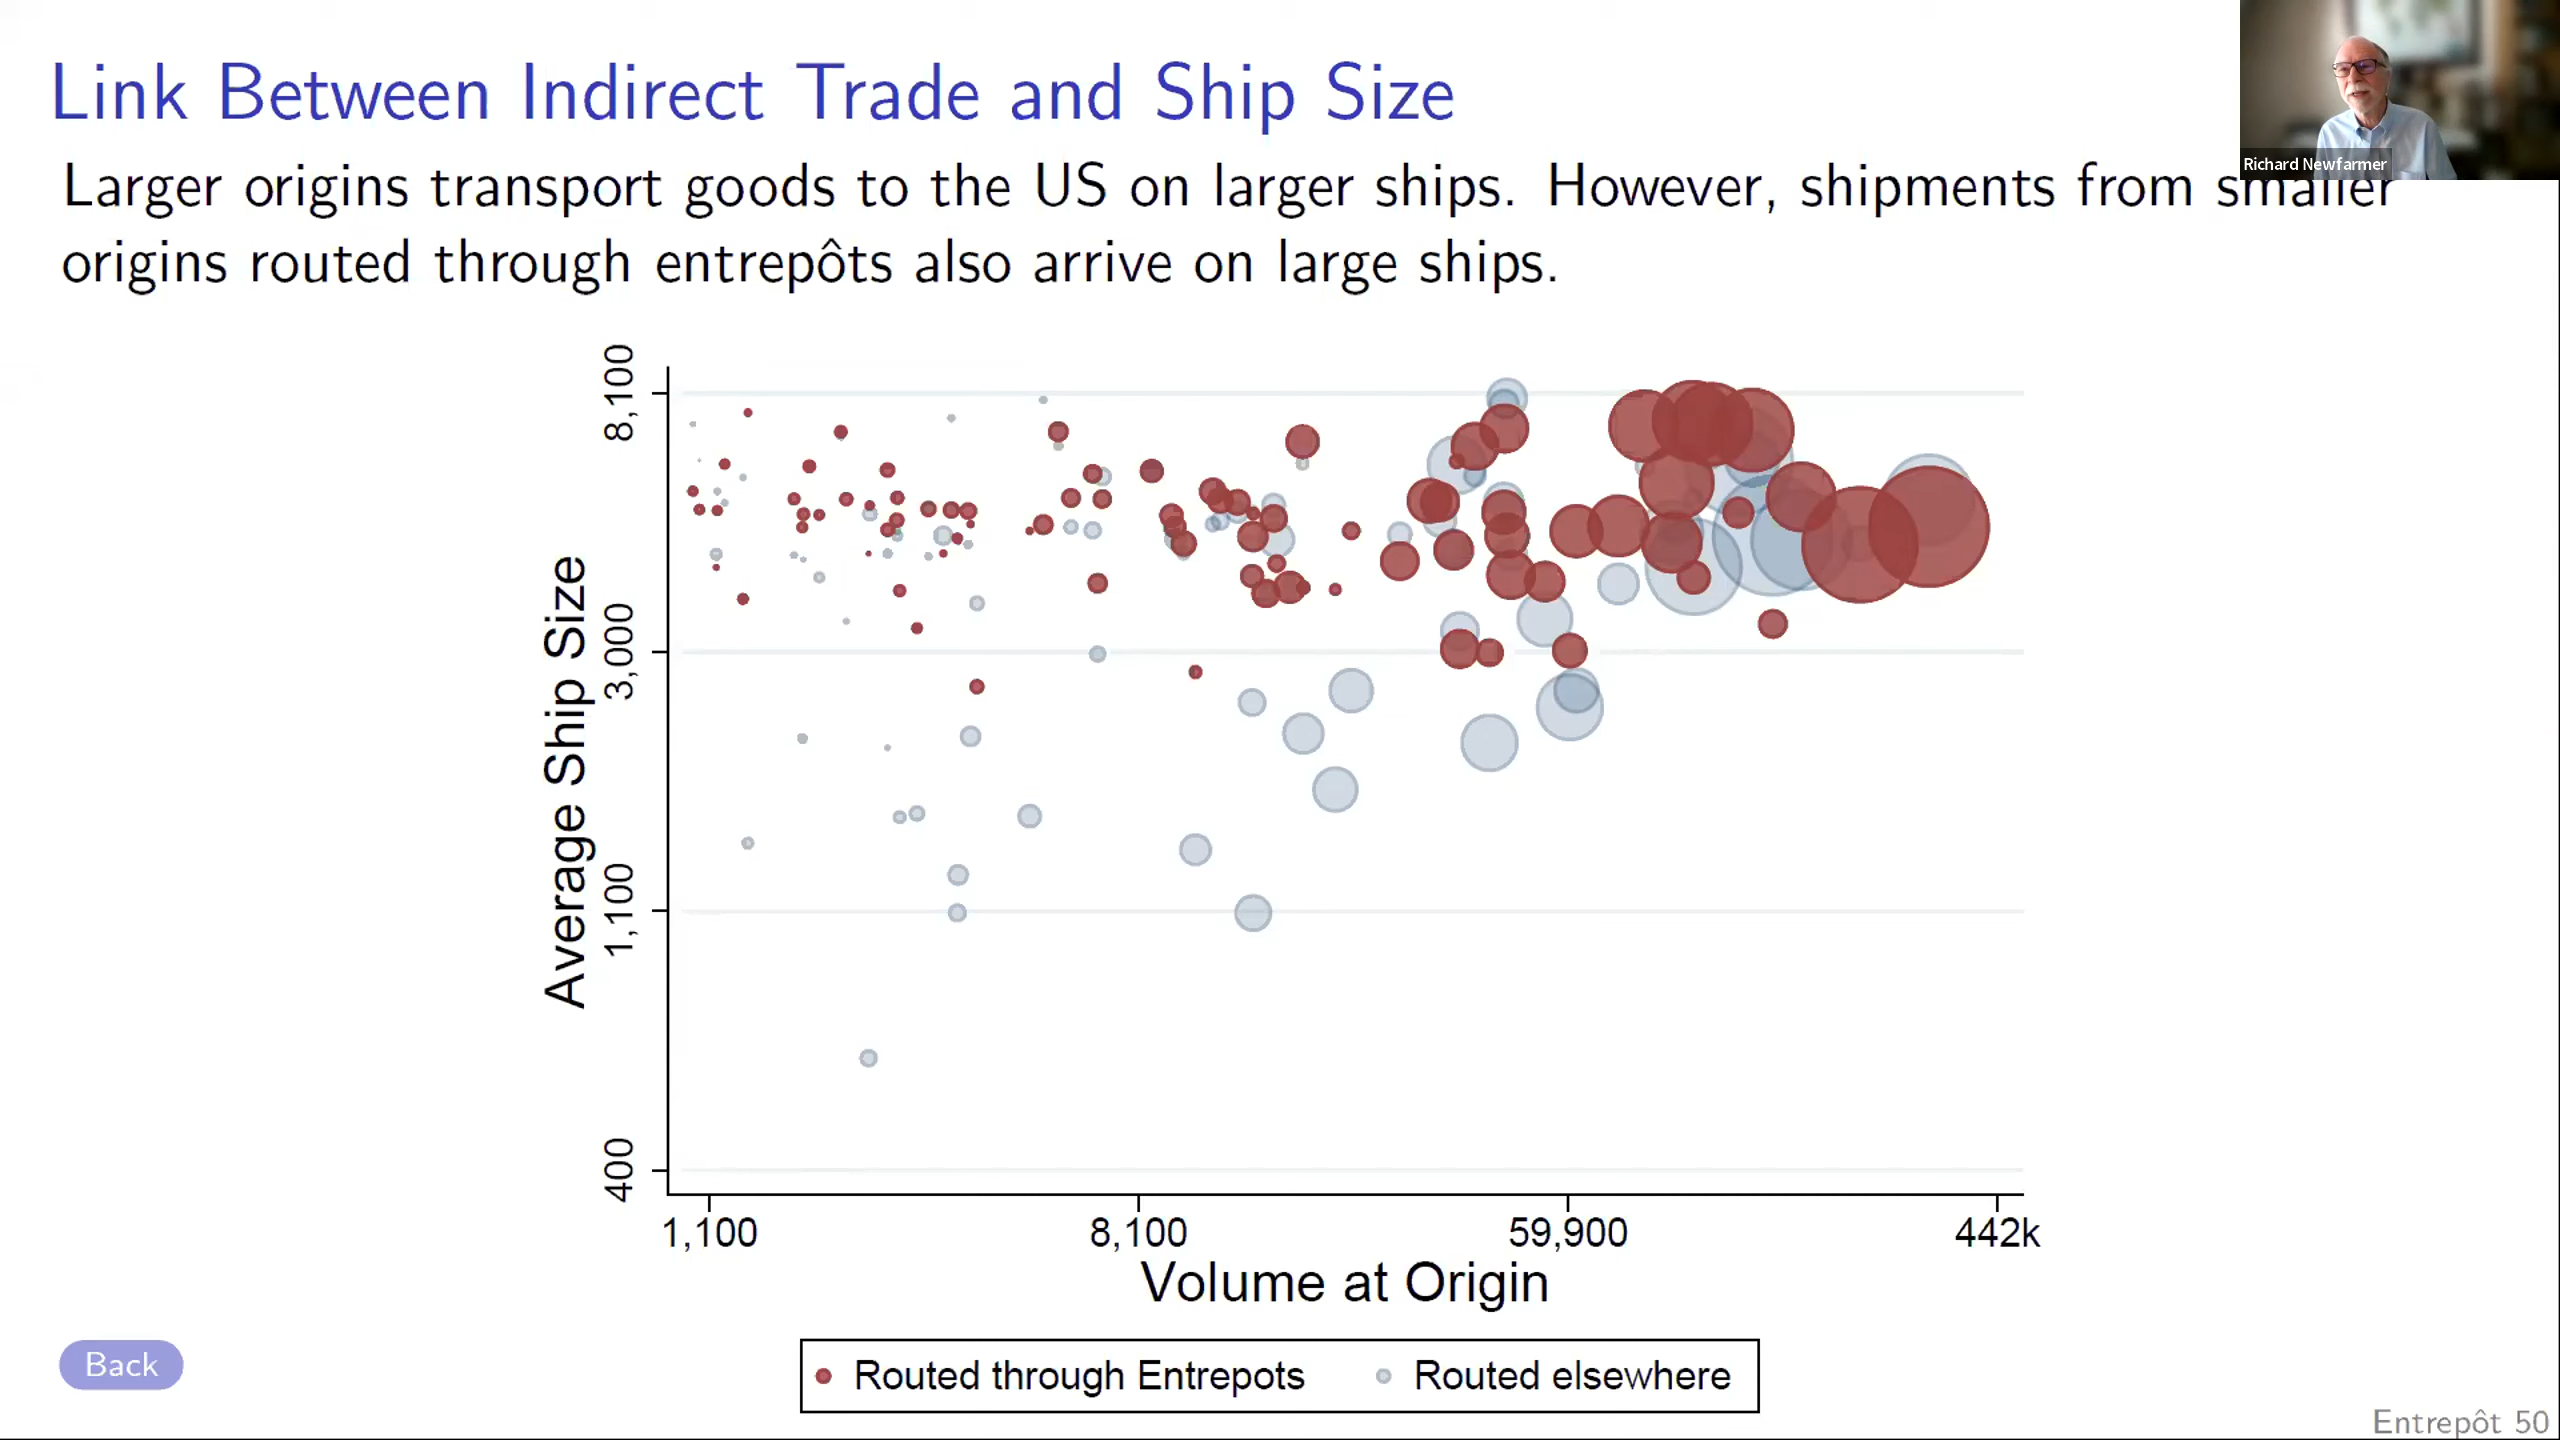 Link Between Indirect Trade and Ship Size
Richard Newfarmer
Larger origins transport goods to the US on larger ships. However, shipments from smaller
origins routed through entrepôts also arrive on large ships.
8,100
3,000
1,100
400
Average Ship Size
1,100 8,100 59,900 442k
Volume at Origin
Routed through Entrepots Routed elsewhere
Back
Entrepôt 50